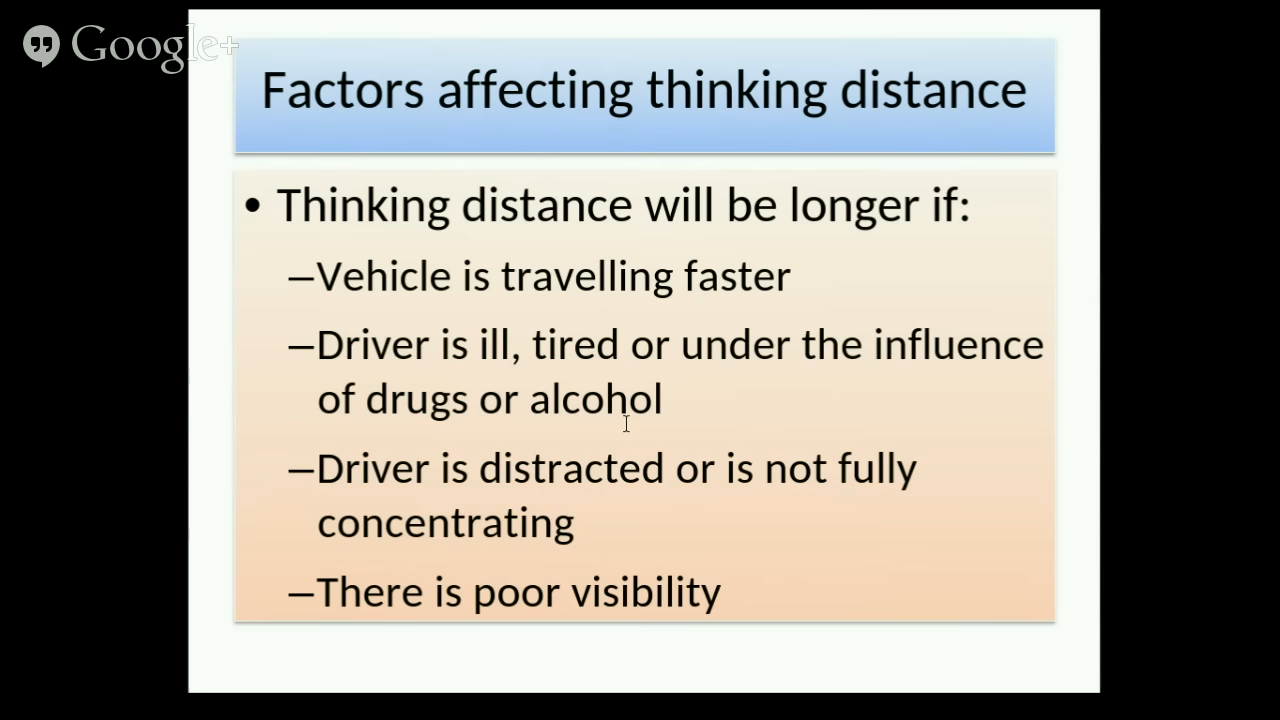 Google+
Factors affecting thinking distance
• Thinking distance will be longer if:
–Vehicle is travelling faster
–Driver is ill, tired or under the influence
of drugs or alcohol
–Driver is distracted or is not fully
concentrating
–There is poor visibility